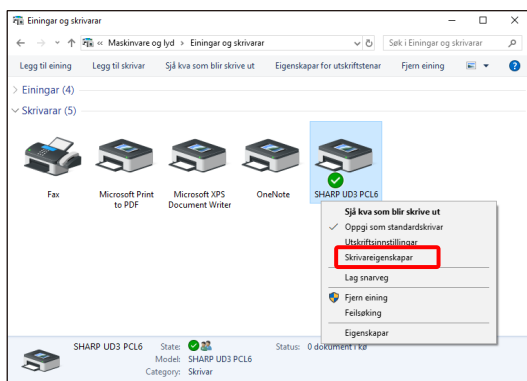 Einingar og skrivarar
« Maskinvare og lyd › Einingar og skrivarar
Søk i Einingar og skrivarar
Legg til eining Legg til skrivar Sjå kva som blir skrive ut Eigenskapar for utskriftstenar Fjern eining
Einingar (4)
Skrivarar (5)
Fax
Microsoft Print
to PDF
Microsoft XPS
Document Writer
OneNote
SHARP UD3 PCL6
Sjå kva som blir skrive ut
Oppgi som standardskrivar
Utskriftsinnstillingar
Skrivareigenskapar
Lag snarveg
Fjern eining
Feilsøking
Eigenskapar
SHARP UD3 PCL6 State: Status: 0 dokument i kø
Model: SHARP UD3 PCL6
Category: Skrivar